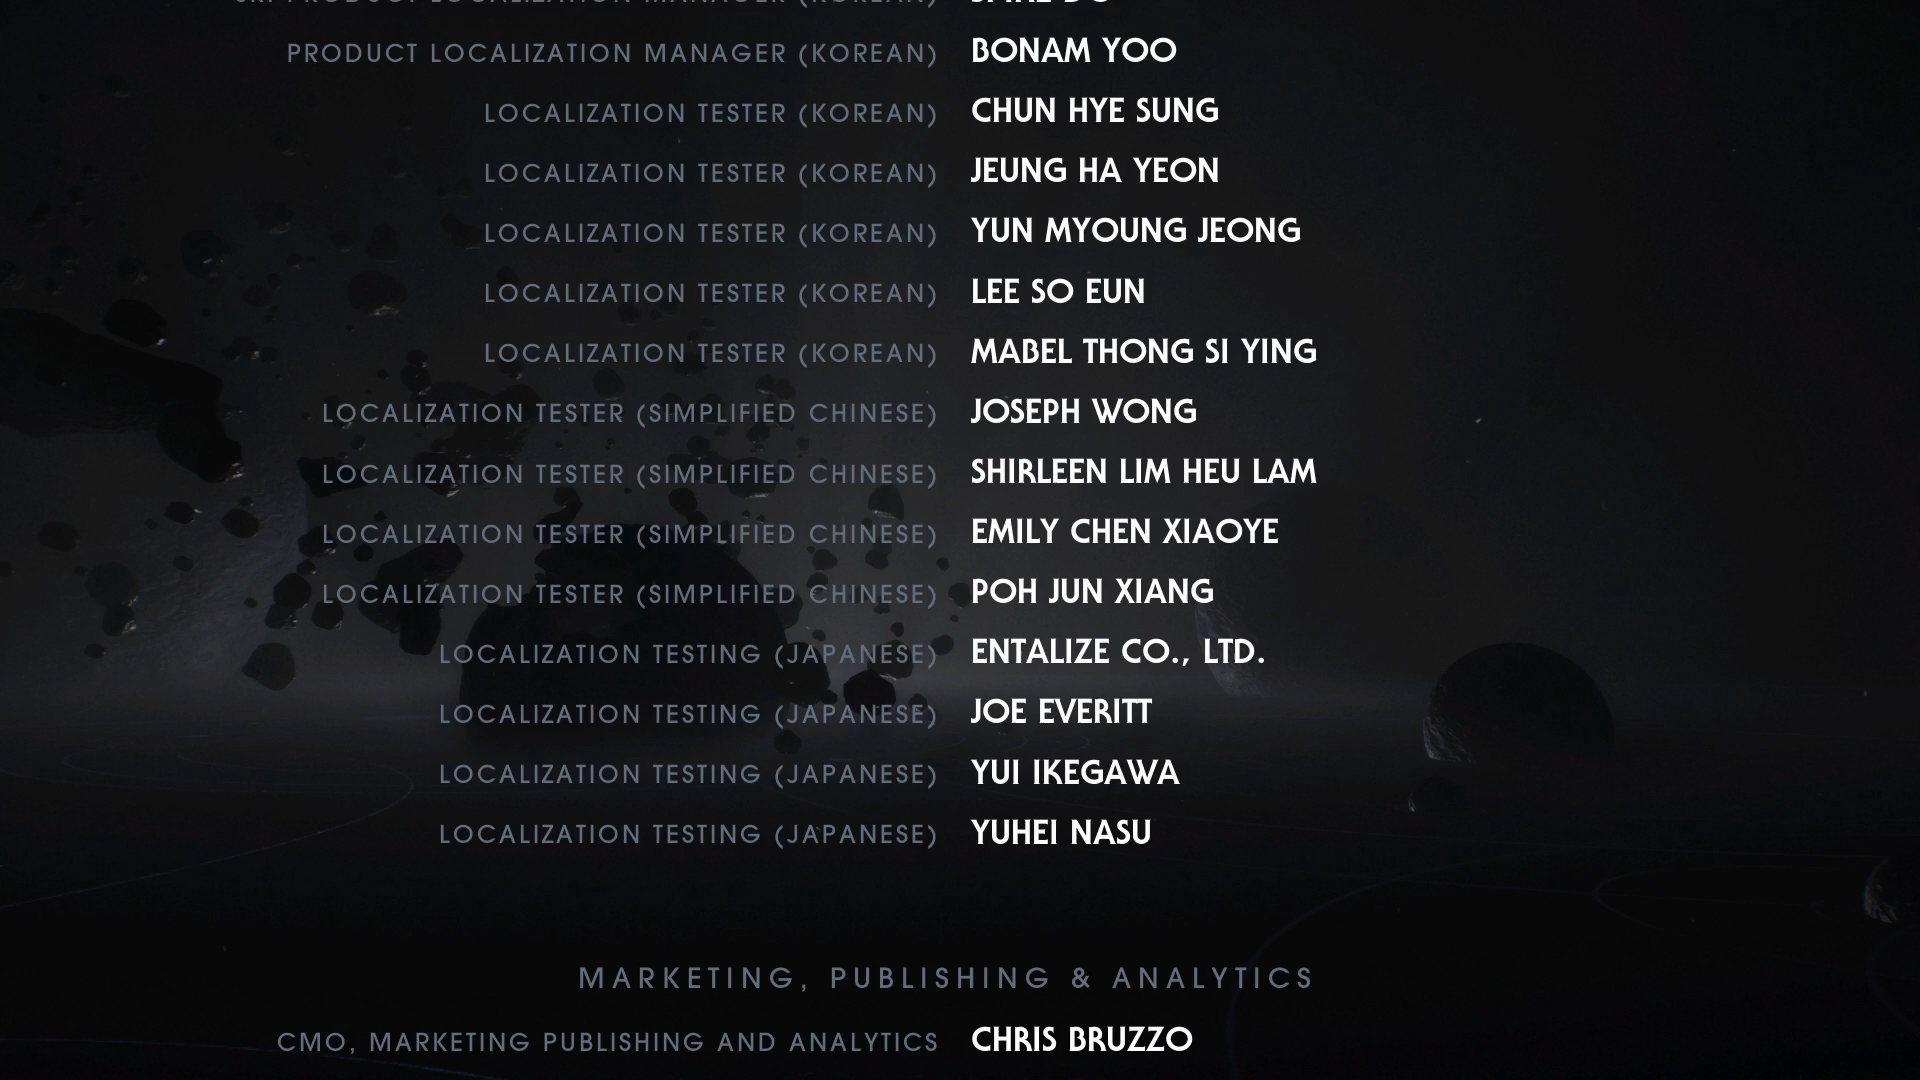 PRODUCT LOCALIZATION MANAGER (KOREAN) BONAM YOO
LOCALIZATION TESTER (KOREAN) CHUN HYE SUNG
LOCALIZATION TESTER (KOREAN) JEUNG HA YEON
LOCALIZATION TESTER (KOREAN) YUN MYOUNG JEONG
LOCALIZATION TESTER (KOREAN) LEE SO EUN
LOCALIZATION TESTER (KOREAN) MABEL THONG SI YING
LOCALIZATION TESTER (SIMPLIFIED CHINESE) JOSEPH WONG
LOCALIZATION TESTER (SIMPLIFIED CHINESE) SHIRLEEN LIM HEU LAM
LOCALIZATION TESTER (SIMPLIFIED CHINESE) EMILY CHEN XIAOYE
LOCALIZATION TESTER (SIMPLIFIED CHINESE) POH JUN XIANG
LOCALIZATION TESTING (JAPANESE) ENTALIZE CO., LTD.
LOCALIZATION TESTING (JAPANESE) JOE EVERITT
LOCALIZATION TESTING (JAPANESE) YUI IKEGAWA
LOCALIZATION TESTING (JAPANESE) YUHEI NASU
MARKETING, PUBLISHING & ANALYTICS
CMO, MARKETING PUBLISHING AND ANALYTICS CHRIS BRUZZO